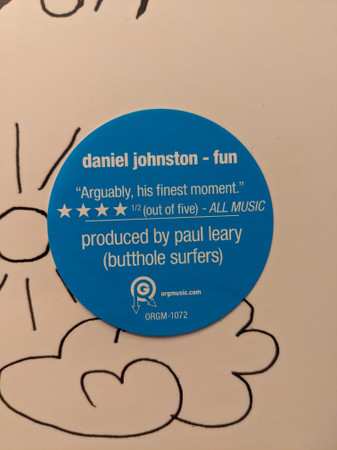 un
daniel johnston - fun
"Arguably, his finest moment."
★★★★ 1/2 (out of five) - ALL MUSIC
produced by paul leary
(butthole surfers)
G
orgmusic.com
ORGM-1072